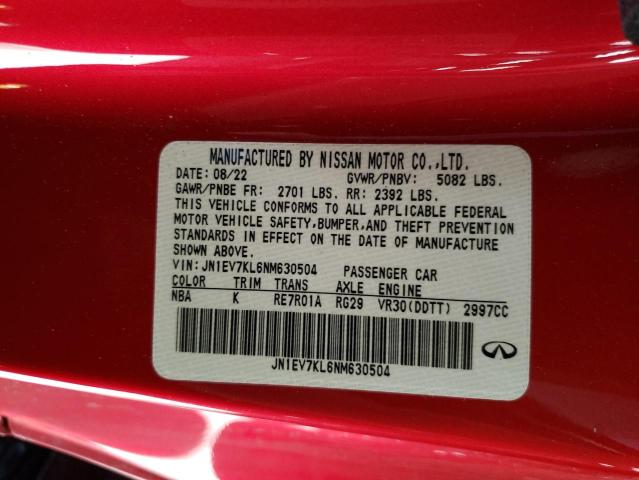 MANUFACTURED BY NISSAN MOTOR CO.,LTD.
DATE: 08/22 GVWR/PNBV: 5082 LBS.
GAWR/PNBE FR: 2701 LBS. RR: 2392 LBS.
THIS VEHICLE CONFORMS TO ALL APPLICABLE FEDERAL
MOTOR VEHICLE SAFETY,BUMPER,AND THEFT PREVENTION
STANDARDS IN EFFECT ON THE DATE OF MANUFACTURE
SHOWN ABOVE.
VIN: JN1EV7KL6NM630504 PASSENGER CAR
COLOR TRIM TRANS AXLE ENGINE
NBA K RE7R01A RG29 VR30(DDTT) 2997CC
JN1EV7KL6NM630504